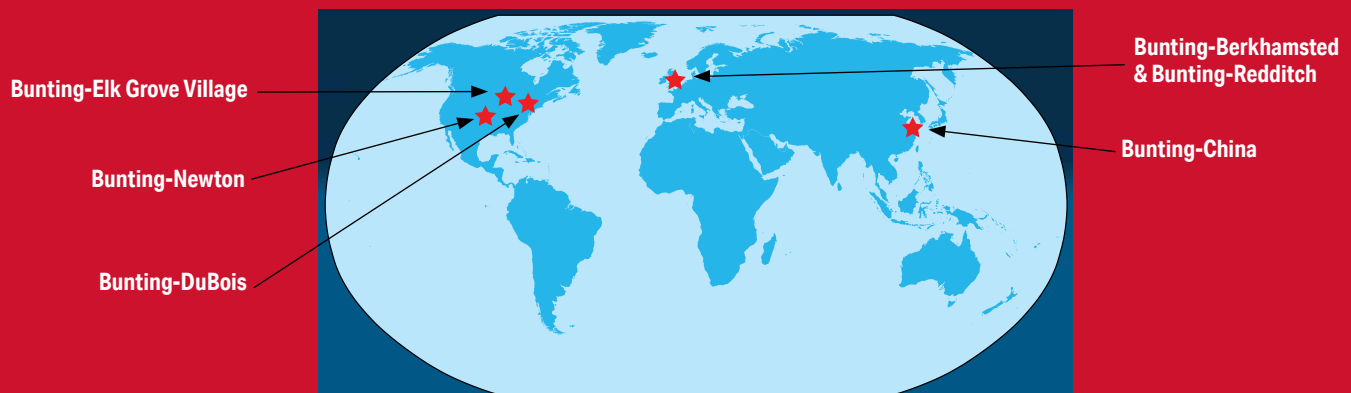 Bunting-Elk Grove Village
Bunting-Newton
Bunting-DuBois
Bunting-Berkhamsted
& Bunting-Redditch
Bunting-China